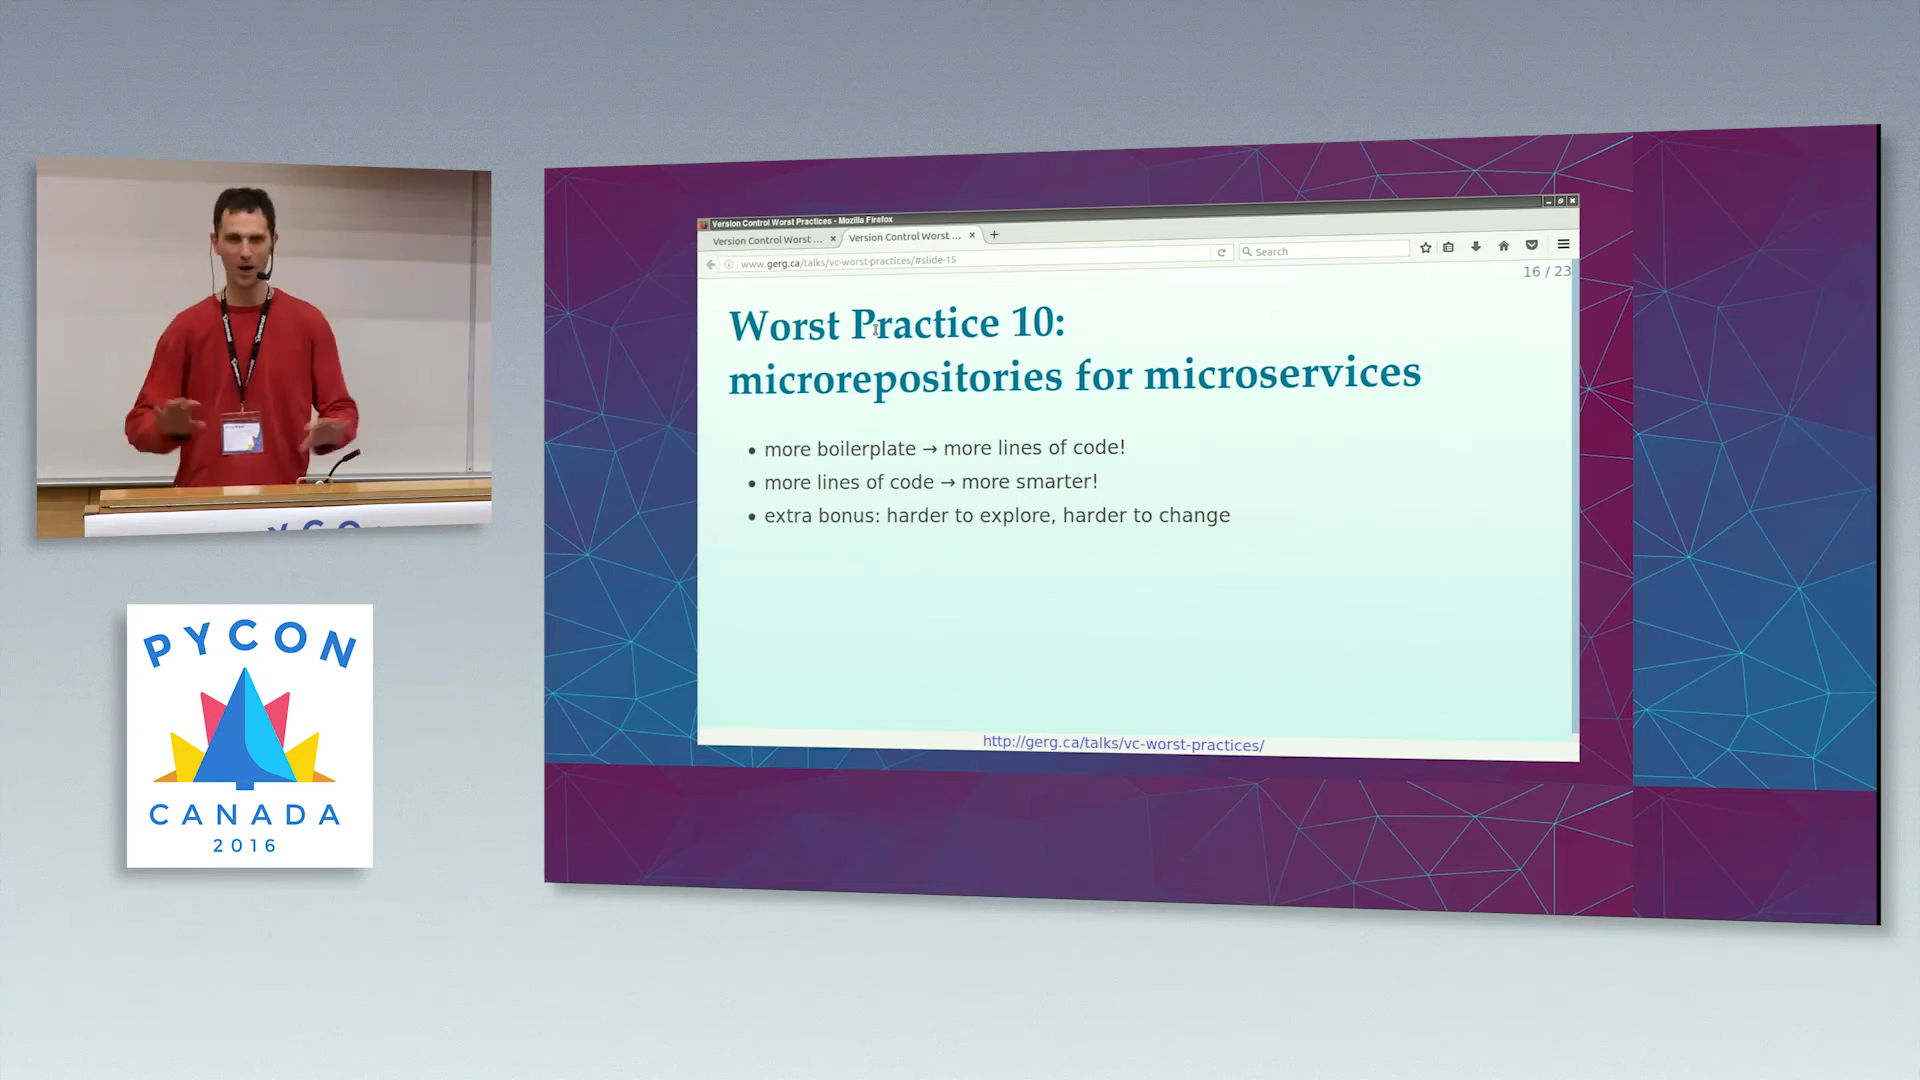 Version Control Worst Practices - Mozilla Firefox
Version Control Worst ...
Version Control Worst ...
www.gerg.ca/talks/vc-worst-practices/#slide-15
Search
16 / 23
Worst Practice 10:
microrepositories for microservices
• more boilerplate → more lines of code!
• more lines of code → more smarter!
• extra bonus: harder to explore, harder to change
http://gerg.ca/talks/vc-worst-practices/
PYCON
CANADA
2016